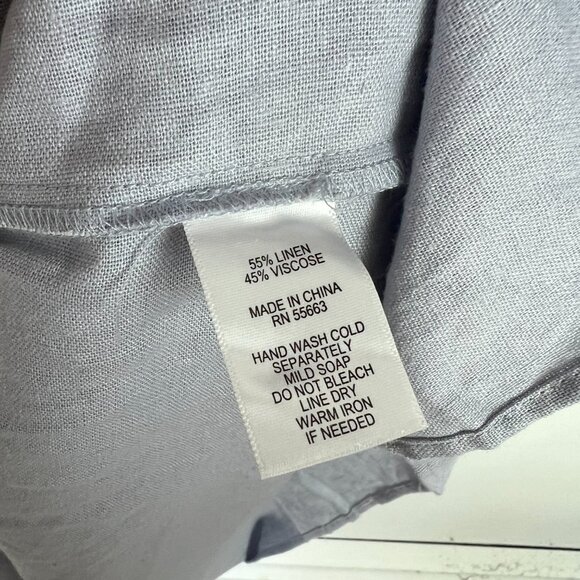 55% LINEN
45% VISCOSE
MADE IN CHINA
RN 55663
HAND WASH COLD
SEPARATELY
MILD SOAP
DO NOT BLEACH
LINE DRY
WARM IRON
IF NEEDED